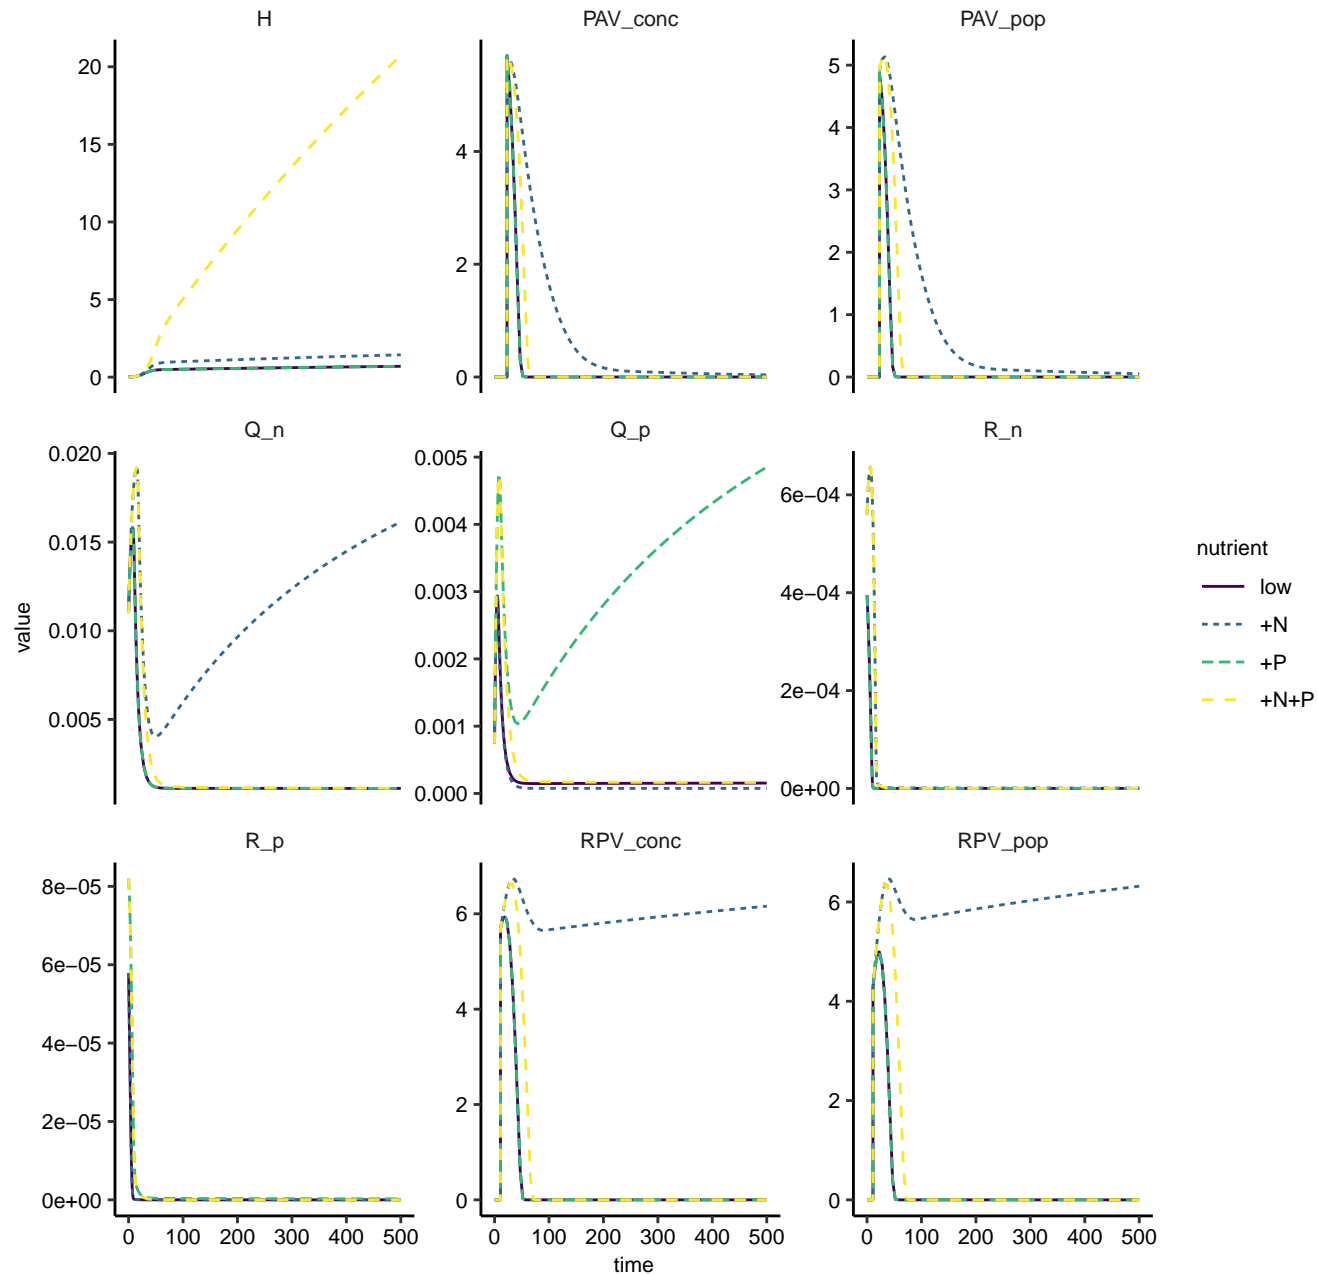 H
PAV_conc
PAV_pop
20
15
10
5
0
4
2
0
5
4
3
2
1
0
Q_n
Q_p
R_n
0.020
0.015
0.010
0.005
0.005
0.004
0.003
0.002
0.001
0.000
6e−04
4e−04
2e−04
0e+00
R_p
RPV_conc
RPV_pop
8e−05
6e−05
4e−05
2e−05
0e+00
6
4
2
0
6
4
2
0
0 100 200 300 400 500
0 100 200 300 400 500
0 100 200 300 400 500
time
value
nutrient
low
+N
+P
+N+P